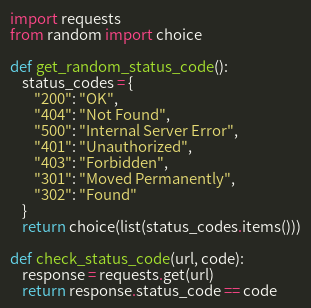 import requests
from random import choice

def get_random_status_code():
    status_codes = {
        "200": "OK",
        "404": "Not Found",
        "500": "Internal Server Error",
        "401": "Unauthorized",
        "403": "Forbidden",
        "301": "Moved Permanently",
        "302": "Found"
    }
    return choice(list(status_codes.items()))

def check_status_code(url, code):
    response = requests.get(url)
    return response.status_code == code